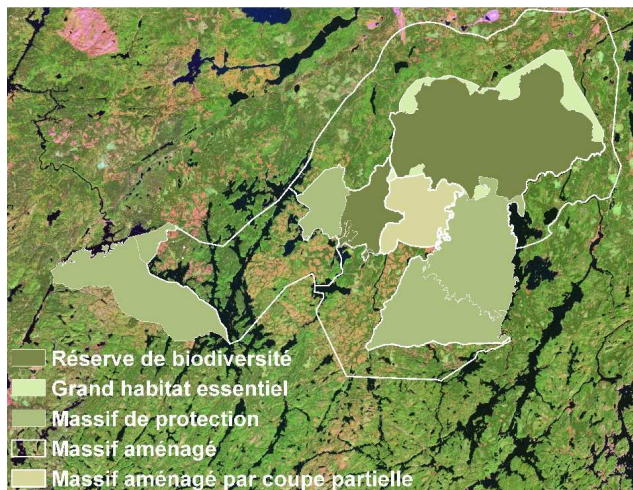 Réserve de biodiversité
Grand habitat essentiel
Massif de protection
Massif aménagé
Massif aménagé par coupe partielle